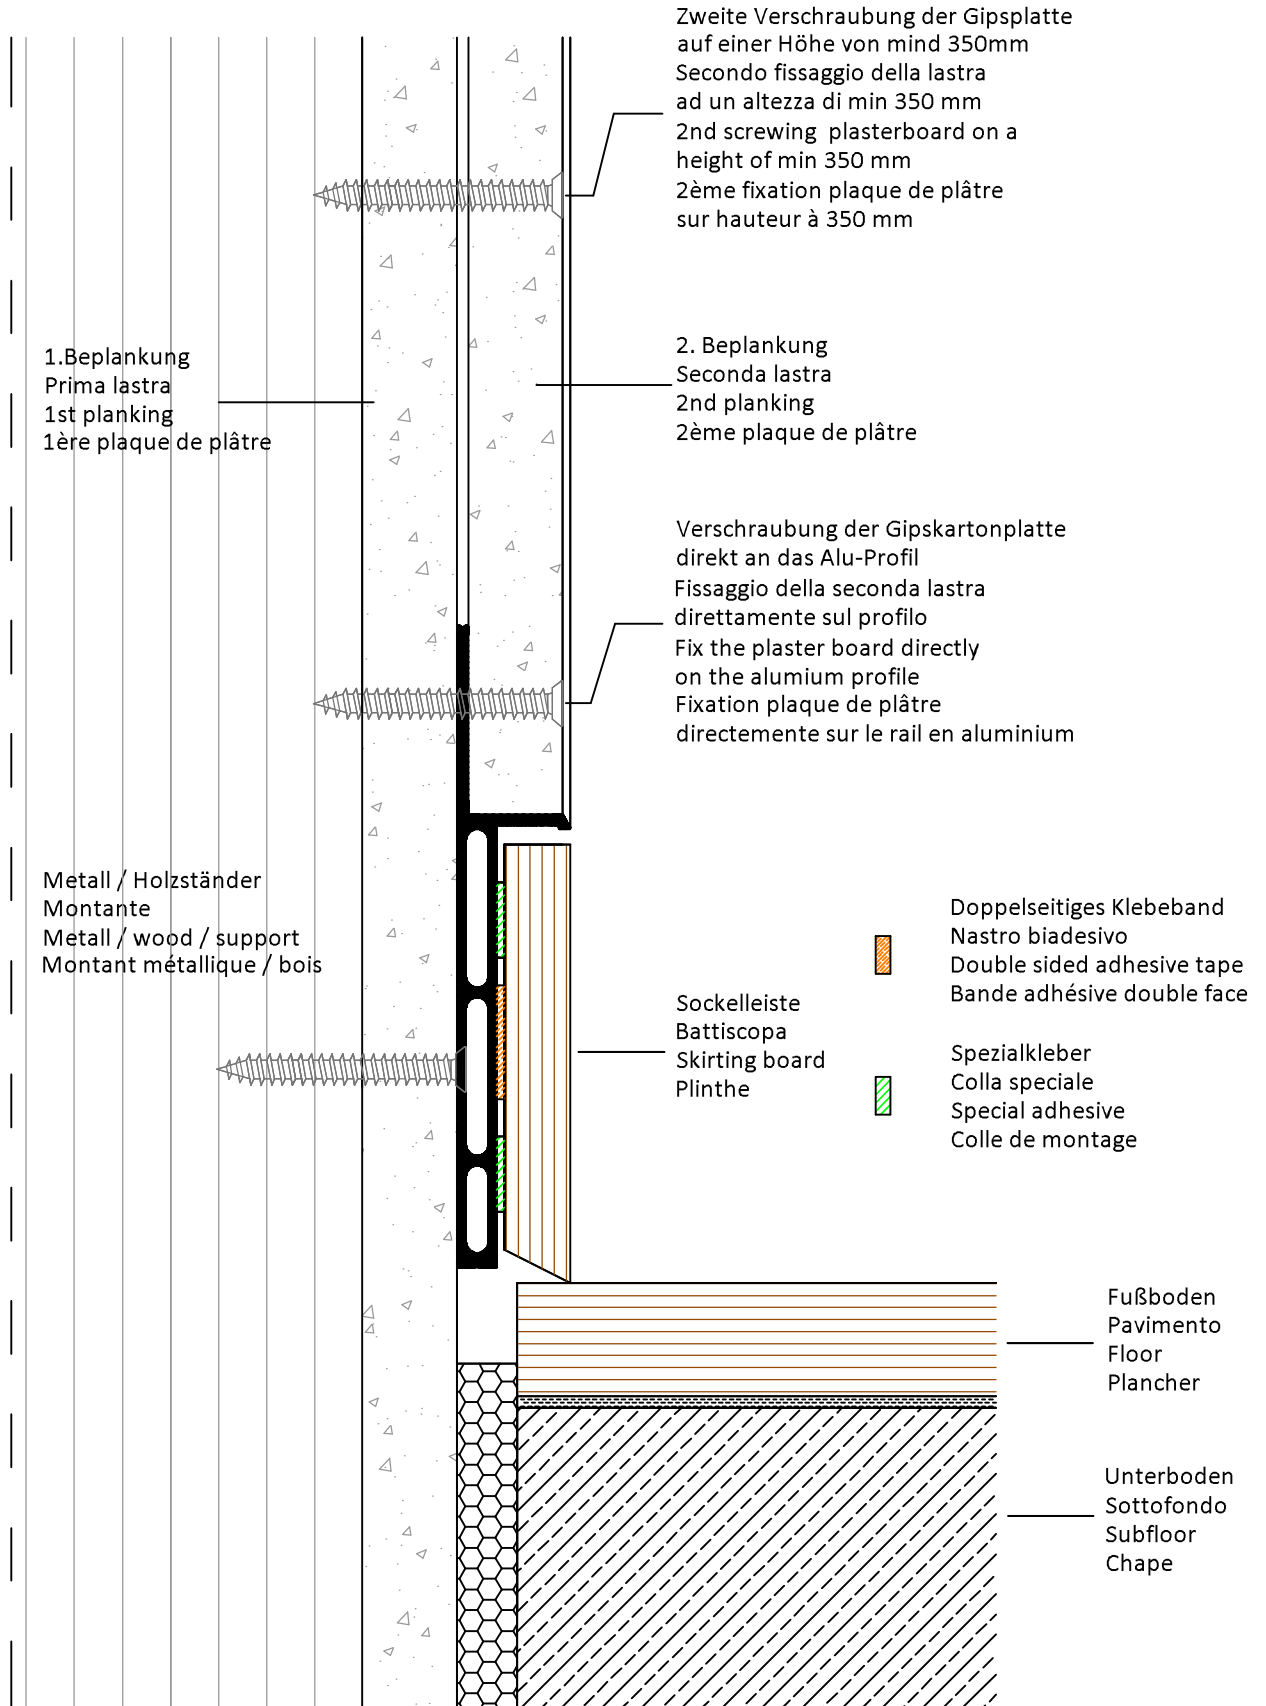 Zweite Verschraubung der Gipsplatte
auf einer Höhe von mind 350mm
Secondo fissaggio della lastra
ad un altezza di min 350 mm
2nd screwing plasterboard on a
height of min 350 mm
2ème fixation plaque de plâtre
sur hauteur à 350 mm
1.Beplankung
Prima lastra
1st planking
1ère plaque de plâtre
2. Beplankung
Seconda lastra
2nd planking
2ème plaque de plâtre
Verschraubung der Gipskartonplatte
direkt an das Alu-Profil
Fissaggio della seconda lastra
direttamente sul profilo
Fix the plaster board directly
on the alumium profile
Fixation plaque de plâtre
directemente sur le rail en aluminium
Metall / Holzständer
Montante
Metall / wood / support
Montant métallique / bois
Doppelseitiges Klebeband
Nastro biadesivo
Double sided adhesive tape
Bande adhésive double face
Sockelleiste
Battiscopa
Skirting board
Plinthe
Spezialkleber
Colla speciale
Special adhesive
Colle de montage
Fußboden
Pavimento
Floor
Plancher
Unterboden
Sottofondo
Subfloor
Chape